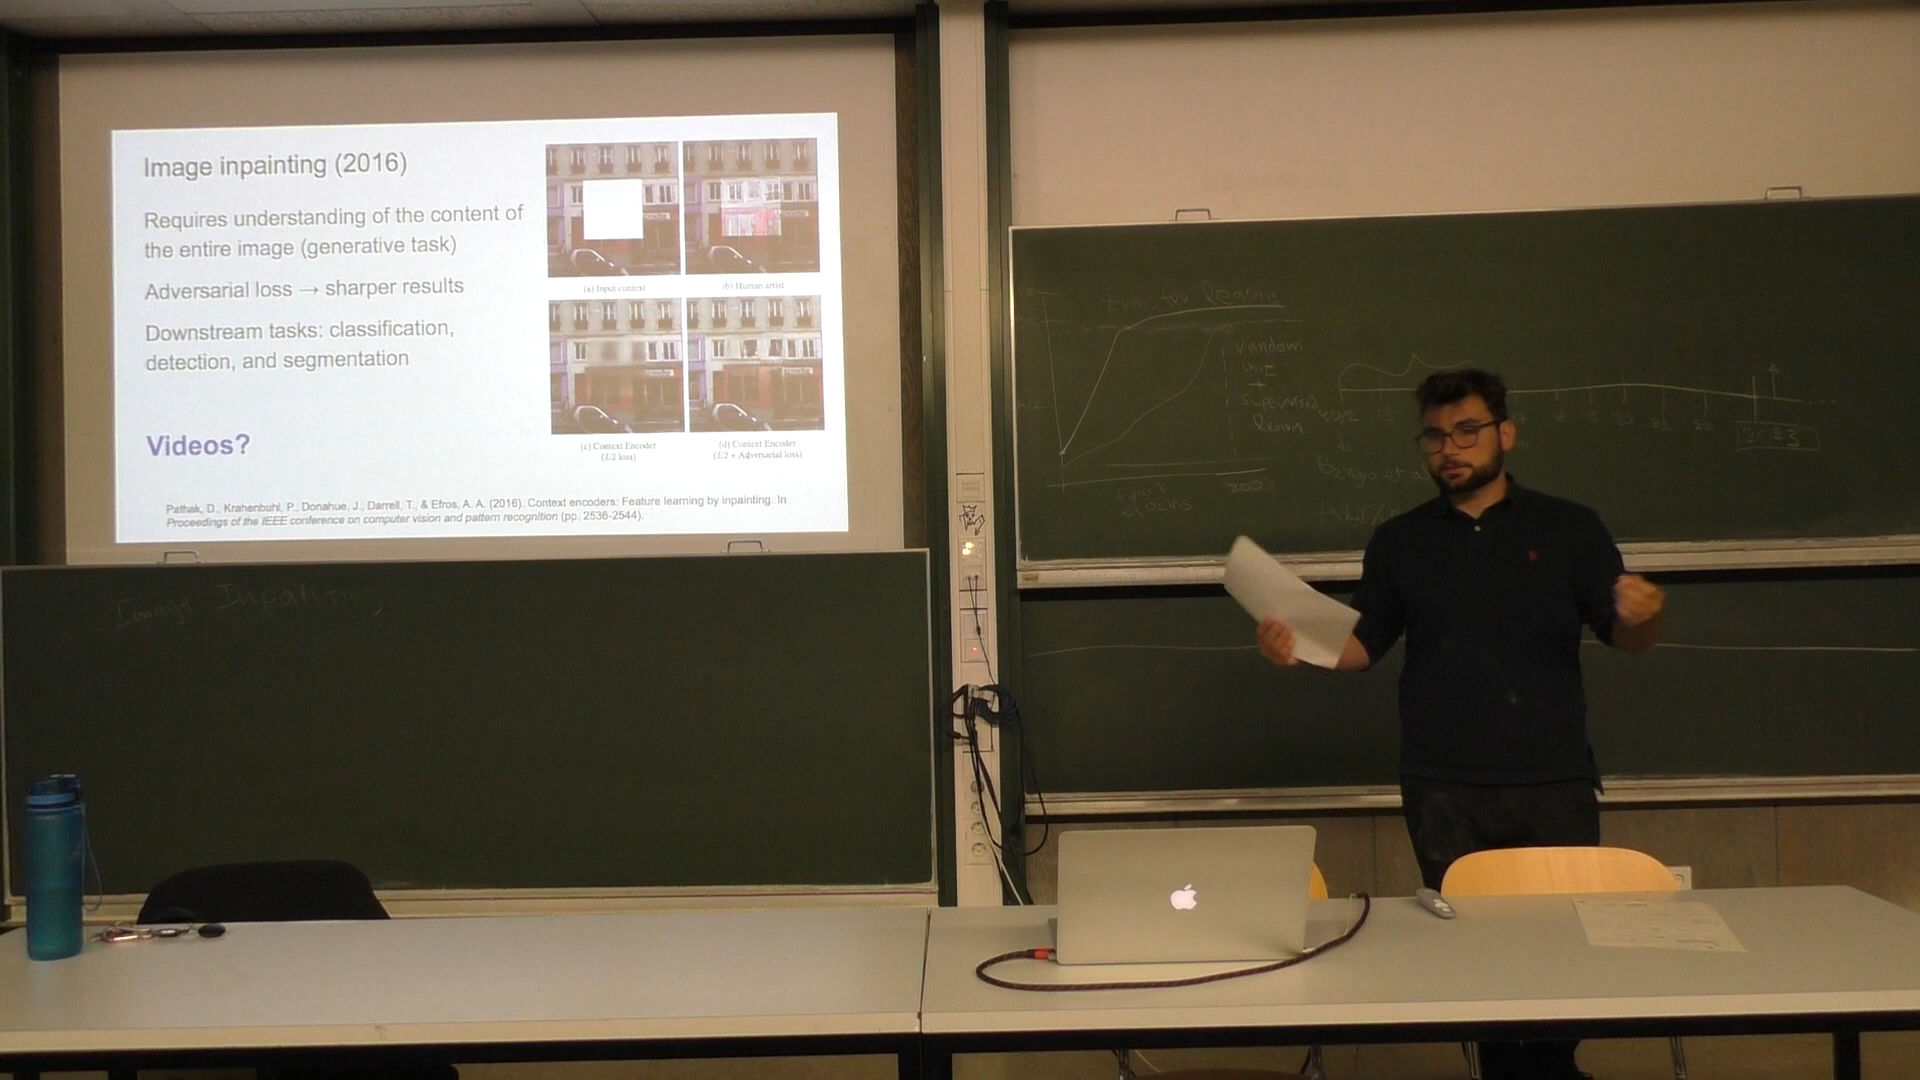 Image inpainting (2016)
Requires understanding of the content of
the entire image (generative task)
Adversarial loss → sharper results
Downstream tasks: classification,
detection, and segmentation
Videos?
(a) Input context
(b) Human artist
(c) Context Encoder
(L2 loss)
(d) Context Encoder
(L2 + Adversarial loss)
Pathak, D., Krahenbuhl, P., Donahue, J., Darrell, T., & Efros, A. A. (2016). Context encoders: Feature learning by inpainting. In
Proceedings of the IEEE conference on computer vision and pattern recognition (pp. 2536-2544).
Image Inpainting
transfer learning
random
init
+
supervised
learn
200